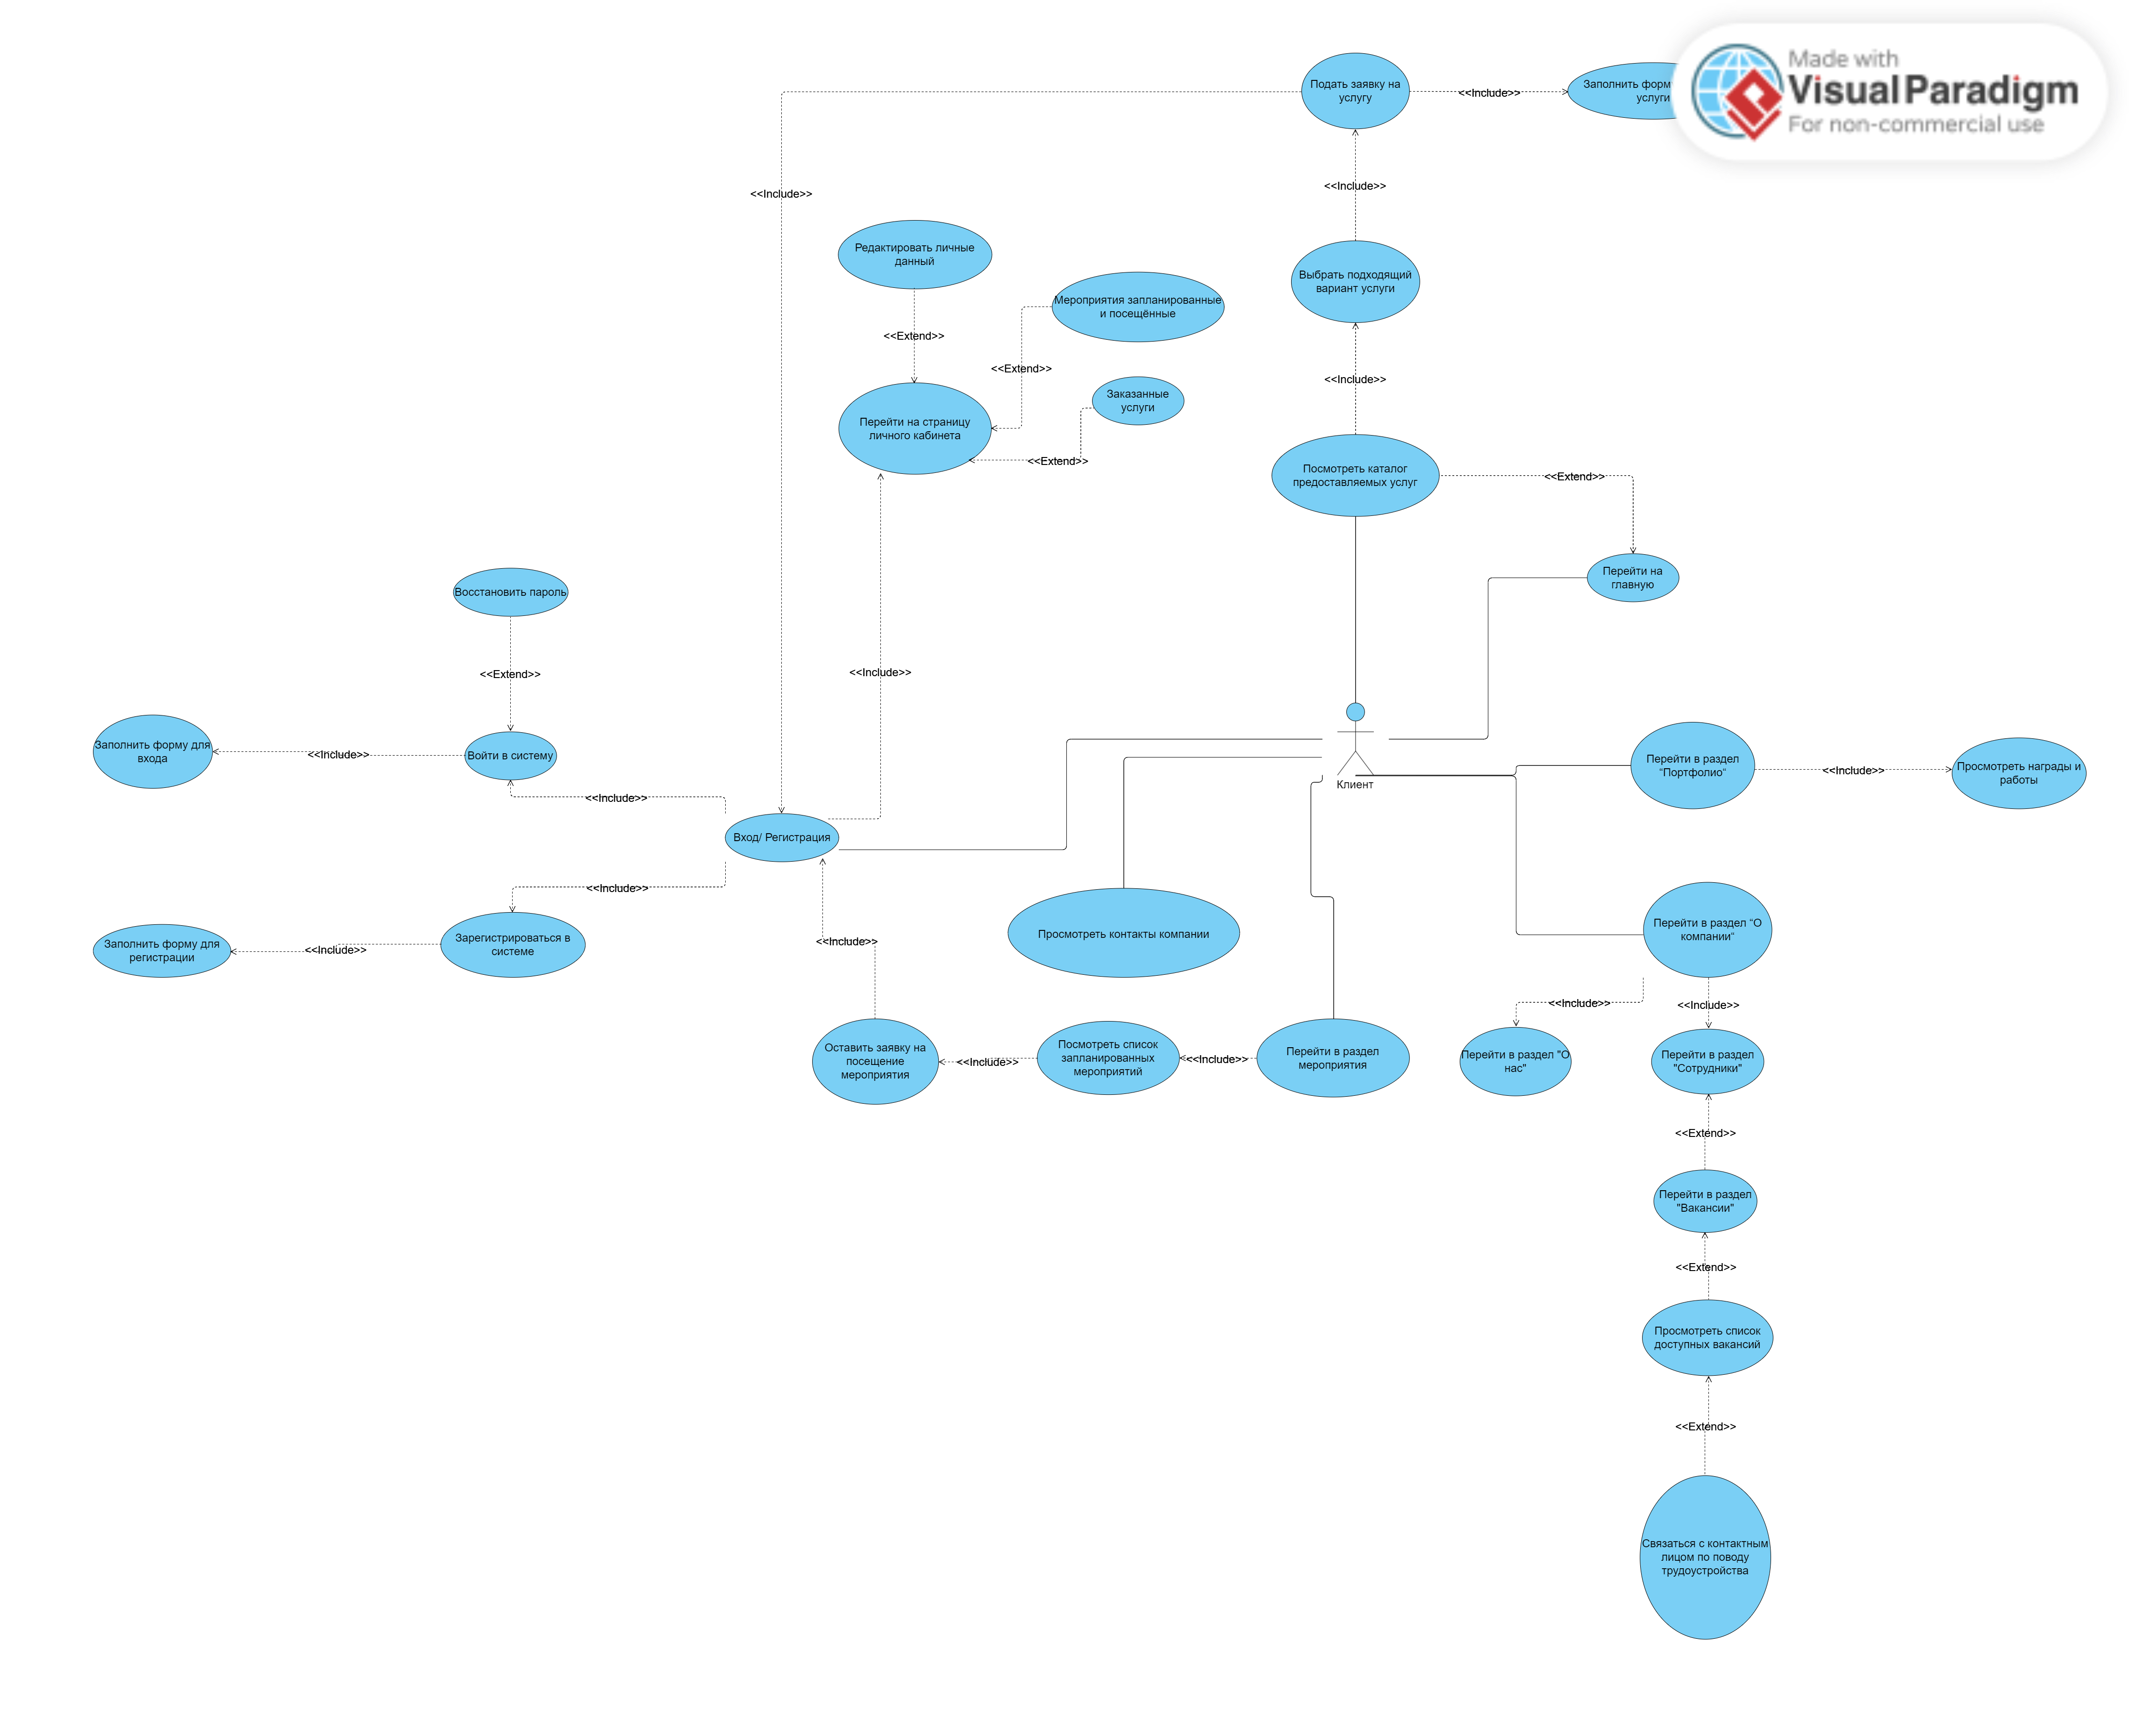 Made with
Visual Paradigm
For non-commercial use
Подать заявку на
услугу
<<Include>>
Заполнить
услуги
<<Include>>
<<Include>>
Редактировать личные
данный
Выбрать подходящий
вариант услуги
Мероприятия запланированные
и посещённые
<<Extend>>
<<Extend>>
<<Include>>
Заказанные
услуги
Перейти на страницу
личного кабинета
<<Extend>>
Посмотреть каталог
предоставляемых услуг
<<Extend>>
Перейти на
главную
Восстановить пароль
<<Extend>>
<<Include>>
Заполнить форму для
входа
<<Include>>
Войти в систему
<<Include>>
Клиент
Перейти в раздел
“Портфолио“
<<Include>>
Просмотреть награды и
работы
Вход/ Регистрация
<<Include>>
Заполнить форму для
регистрации
<<Include>>
Зарегистрироваться в
системе
<<Include>>
Просмотреть контакты компании
Перейти в раздел “О
компании“
<<Include>>
<<Include>>
Оставить заявку на
посещение
мероприятия
<<Include>>
Посмотреть список
запланированных
мероприятий
<<Include>>
Перейти в раздел
мероприятия
Перейти в раздел "О
нас"
Перейти в раздел
"Сотрудники"
<<Extend>>
Перейти в раздел
"Вакансии"
<<Extend>>
Просмотреть список
доступных вакансий
<<Extend>>
Связаться с контактным
лицом по поводу
трудоустройства